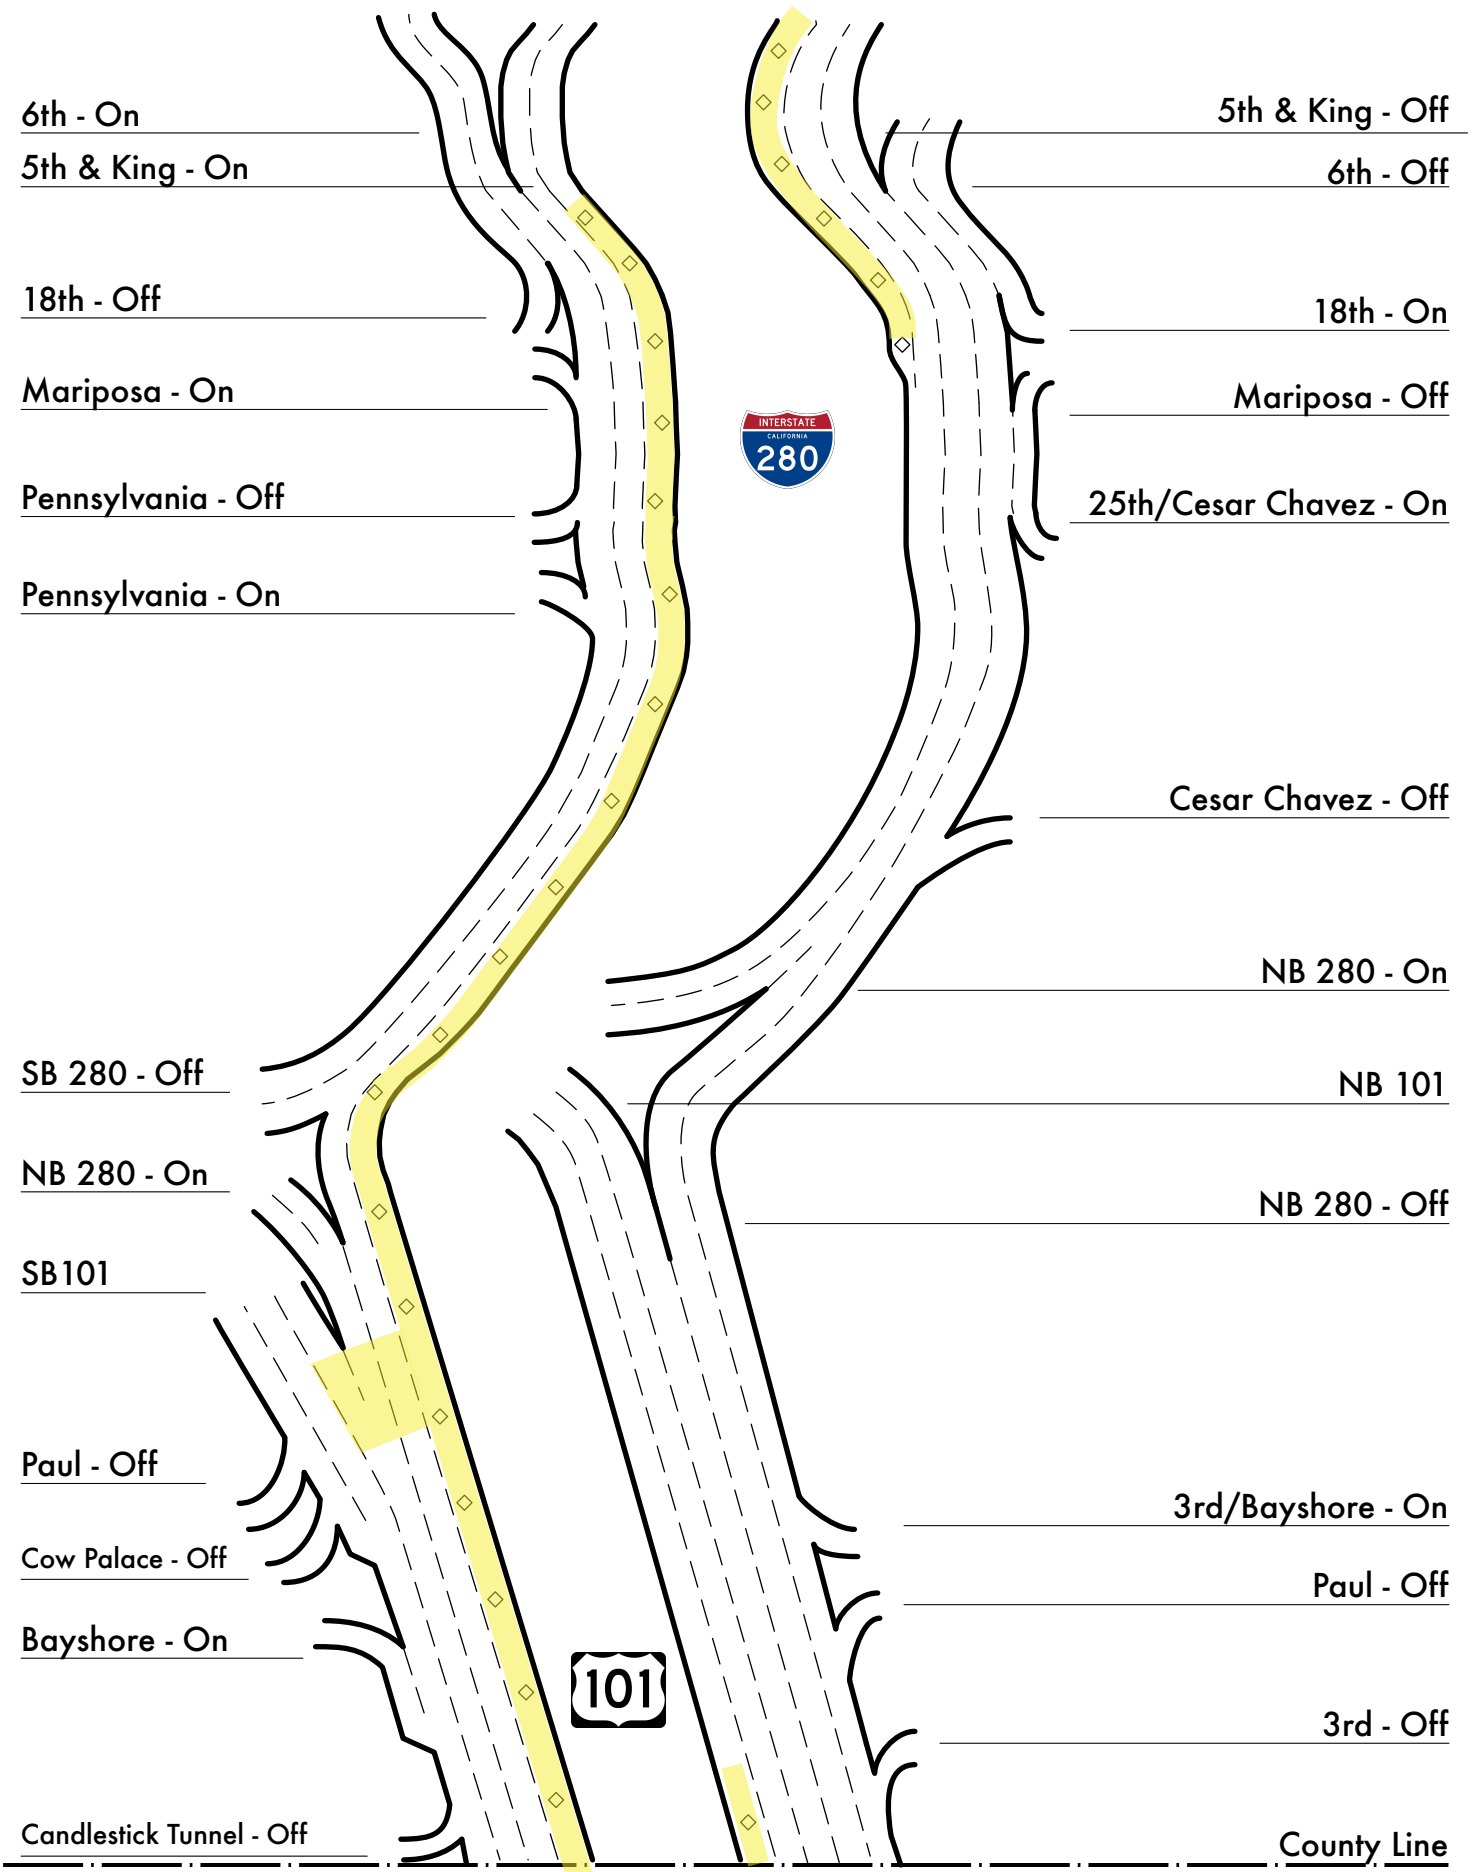 6th - On
5th & King - On
18th - Off
Mariposa - On
Pennsylvania - Off
Pennsylvania - On
SB 280 - Off
NB 280 - On
SB101
Paul - Off
Cow Palace - Off
Bayshore - On
Candlestick Tunnel - Off
INTERSTATE
CALIFORNIA
280
101
5th & King - Off
6th - Off
18th - On
Mariposa - Off
25th/Cesar Chavez - On
Cesar Chavez - Off
NB 280 - On
NB 101
NB 280 - Off
3rd/Bayshore - On
Paul - Off
3rd - Off
County Line